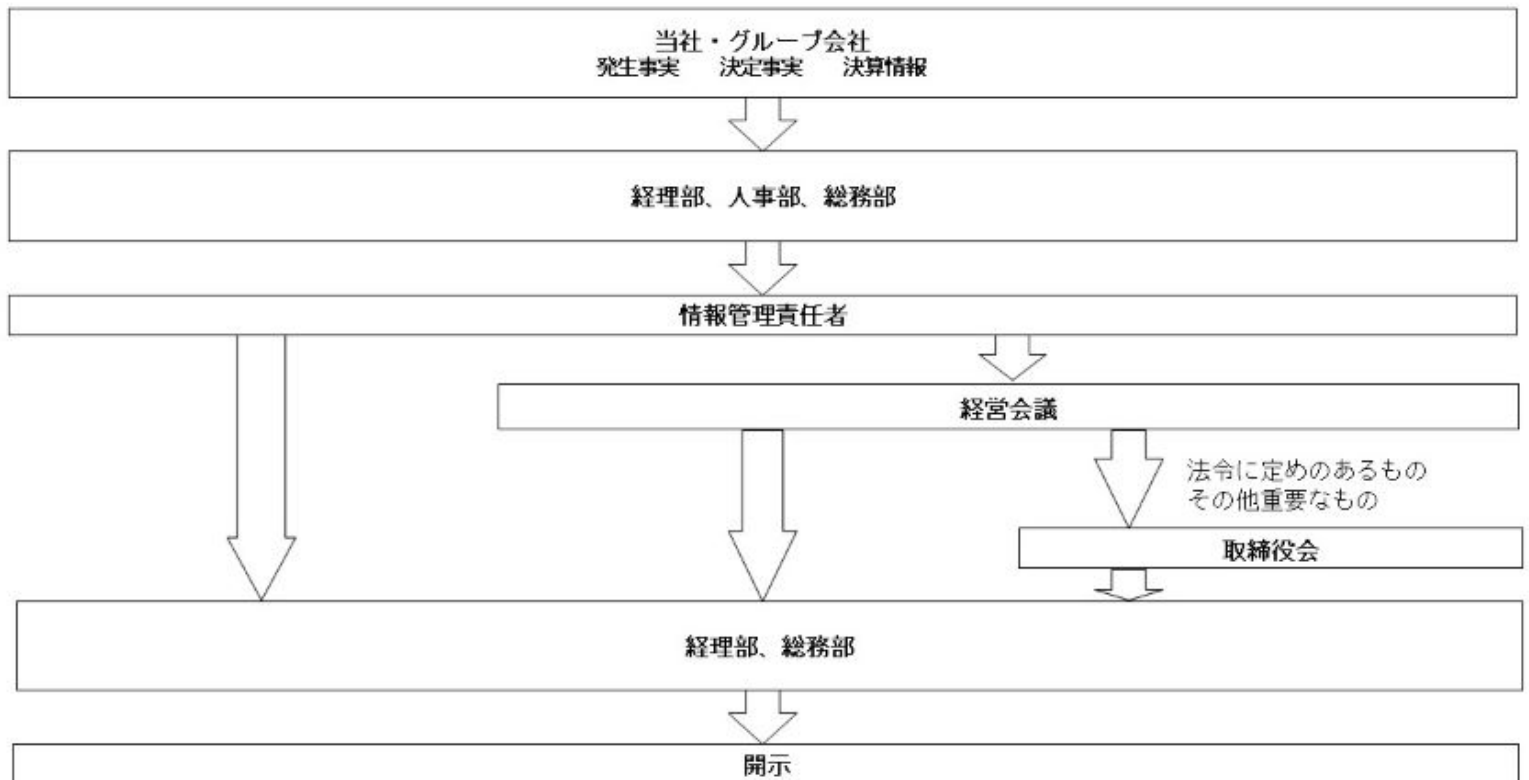 当社・グループ会社
発生事実　決定事実　決算情報
経理部、人事部、総務部
情報管理責任者
経営会議
法令に定めのあるもの
その他重要なもの
取締役会
経理部、総務部
開示